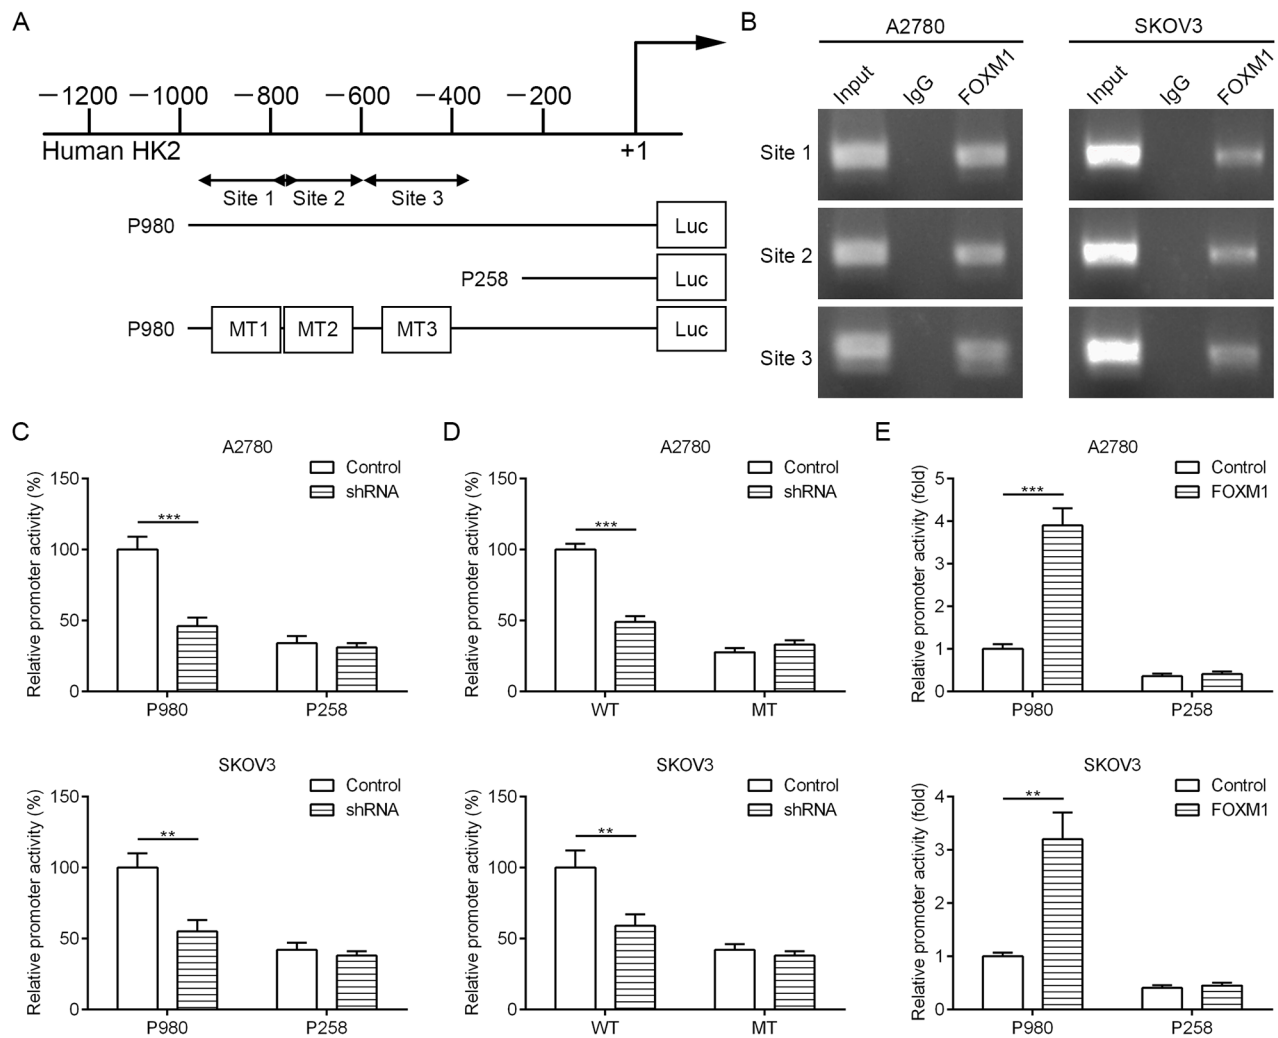 A
−1200 −1000 −800 −600 −400 −200
Human HK2 +1
Site 1 Site 2 Site 3
P980 Luc
P258 Luc
P980 MT1 MT2 MT3 Luc
B
A2780 SKOV3
Input IgG FOXM1 Input IgG FOXM1
Site 1
Site 2
Site 3
C
A2780
Control
shRNA
Relative promoter activity (%)
150
100
50
0
***
P980 P258
SKOV3
Control
shRNA
Relative promoter activity (%)
150
100
50
0
**
P980 P258
D
A2780
Control
shRNA
Relative promoter activity (%)
150
100
50
0
***
WT MT
SKOV3
Control
shRNA
Relative promoter activity (%)
150
100
50
0
**
WT MT
E
A2780
Control
FOXM1
Relative promoter activity (fold)
5
4
3
2
1
0
***
P980 P258
SKOV3
Control
FOXM1
Relative promoter activity (fold)
4
3
2
1
0
**
P980 P258